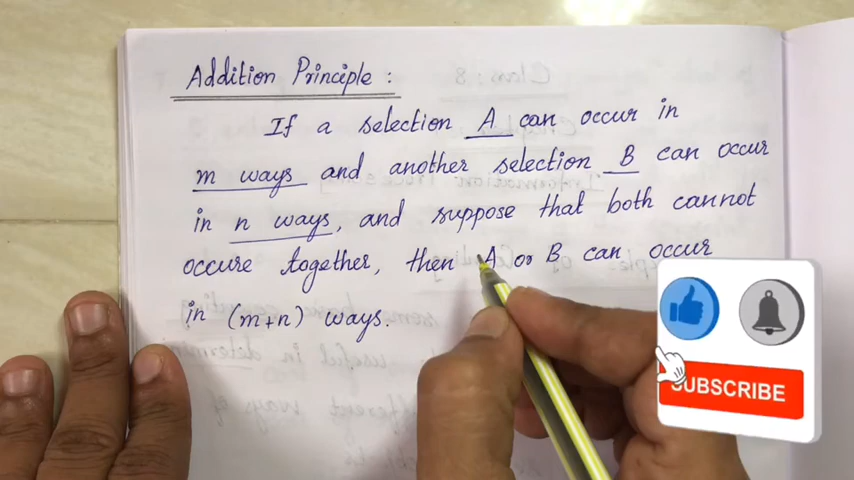 Addition Principle :
If a selection A can occur in
m ways and another selection B can occur
in n ways, and suppose that both cannot
occure together, then A or B can occur
in (m+n) ways.
SUBSCRIBE